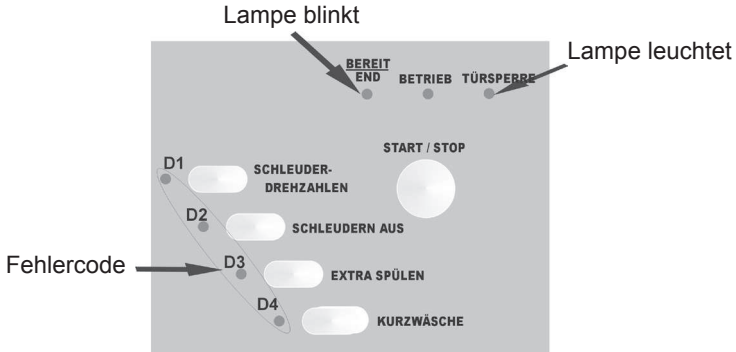 Lampe blinkt
Lampe leuchtet
BEREIT
END
BETRIEB
TÜRSPERRE
START / STOP
D1
SCHLEUDER-
DREHZAHLEN
D2
SCHLEUDERN AUS
Fehlercode
D3
EXTRA SPÜLEN
D4
KURZWÄSCHE